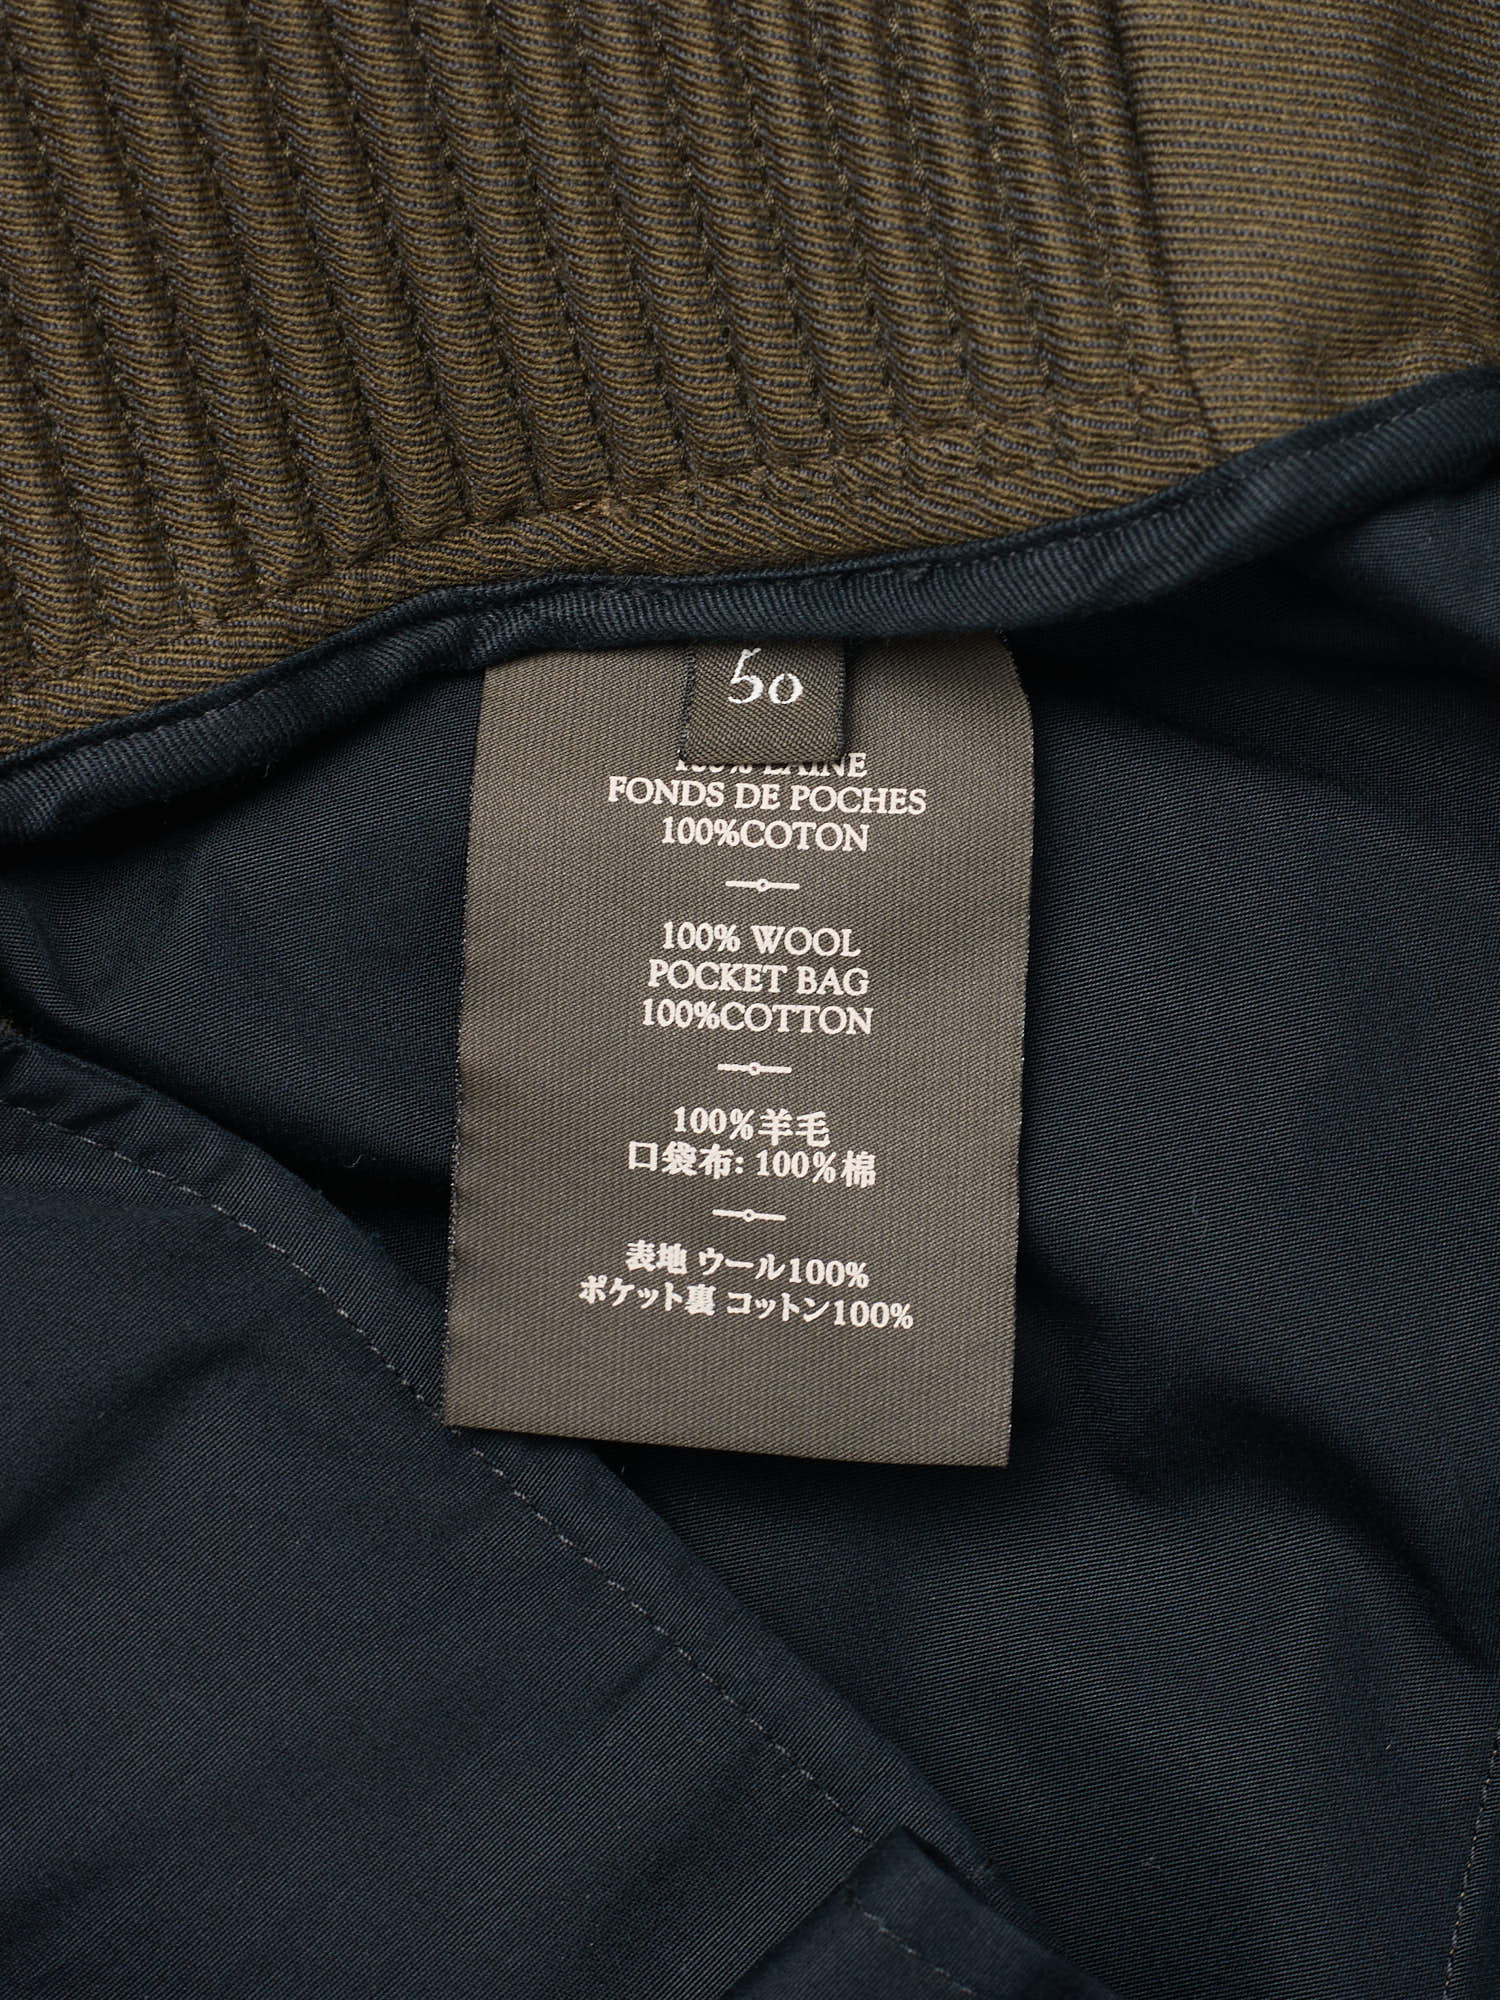 50
100% LAINE
FONDS DE POCHES
100%COTON
100% WOOL
POCKET BAG
100%COTTON
100%羊毛
口袋布: 100%棉
表地 ウール100%
ポケット裏 コットン100%